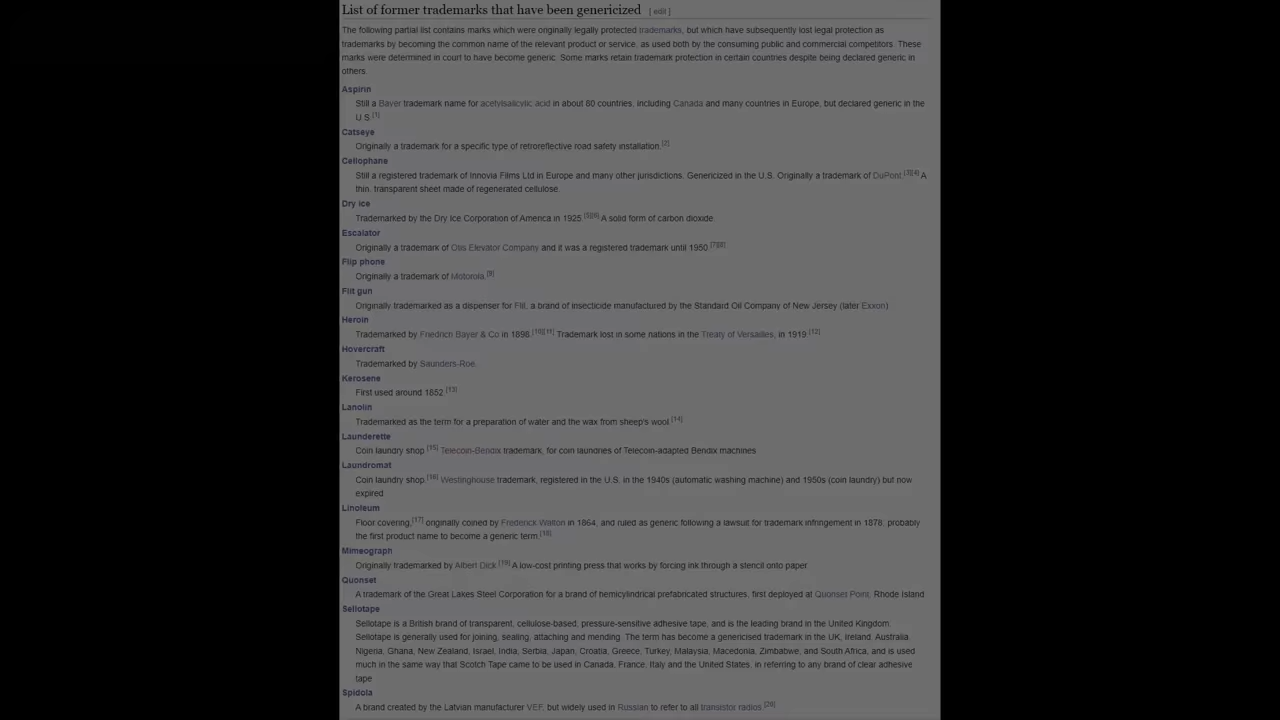 List of former trademarks that have been genericized [ edit ]
The following partial list contains marks which were originally legally protected trademarks, but which have subsequently lost legal protection as
trademarks by becoming the common name of the relevant product or service, as used both by the consuming public and commercial competitors. These
marks were determined in court to have become generic. Some marks retain trademark protection in certain countries despite being declared generic in
others.
Aspirin
Still a Bayer trademark name for acetylsalicylic acid in about 80 countries, including Canada and many countries in Europe, but declared generic in the
U.S.[1]
Catseye
Originally a trademark for a specific type of retroreflective road safety installation.[2]
Cellophane
Still a registered trademark of Innovia Films Ltd in Europe and many other jurisdictions. Genericized in the U.S. Originally a trademark of DuPont.[3][4] A
thin, transparent sheet made of regenerated cellulose.
Dry ice
Trademarked by the Dry Ice Corporation of America in 1925.[5][6] A solid form of carbon dioxide.
Escalator
Originally a trademark of Otis Elevator Company and it was a registered trademark until 1950.[7][8]
Flip phone
Originally a trademark of Motorola.[9]
Flit gun
Originally trademarked as a dispenser for Flit, a brand of insecticide manufactured by the Standard Oil Company of New Jersey (later Exxon)
Heroin
Trademarked by Friedrich Bayer & Co in 1898.[10][11] Trademark lost in some nations in the Treaty of Versailles, in 1919.[12]
Hovercraft
Trademarked by Saunders-Roe.
Kerosene
First used around 1852.[13]
Lanolin
Trademarked as the term for a preparation of water and the wax from sheep's wool.[14]
Launderette
Coin laundry shop.[15] Telecoin-Bendix trademark, for coin laundries of Telecoin-adapted Bendix machines
Laundromat
Coin laundry shop.[16] Westinghouse trademark, registered in the U.S. in the 1940s (automatic washing machine) and 1950s (coin laundry) but now
expired
Linoleum
Floor covering,[17] originally coined by Frederick Walton in 1864, and ruled as generic following a lawsuit for trademark infringement in 1878; probably
the first product name to become a generic term.[18]
Mimeograph
Originally trademarked by Albert Dick.[19] A low-cost printing press that works by forcing ink through a stencil onto paper.
Quonset
A trademark of the Great Lakes Steel Corporation for a brand of hemicylindrical prefabricated structures, first deployed at Quonset Point, Rhode Island
Sellotape
Sellotape is a British brand of transparent, cellulose-based, pressure-sensitive adhesive tape, and is the leading brand in the United Kingdom.
Sellotape is generally used for joining, sealing, attaching and mending. The term has become a genericised trademark in the UK, Ireland, Australia,
Nigeria, Ghana, New Zealand, Israel, India, Serbia, Japan, Croatia, Greece, Turkey, Malaysia, Macedonia, Zimbabwe, and South Africa, and is used
much in the same way that Scotch Tape came to be used in Canada, France, Italy and the United States, in referring to any brand of clear adhesive
tape
Spidola
A brand created by the Latvian manufacturer VEF, but widely used in Russian to refer to all transistor radios.[20]